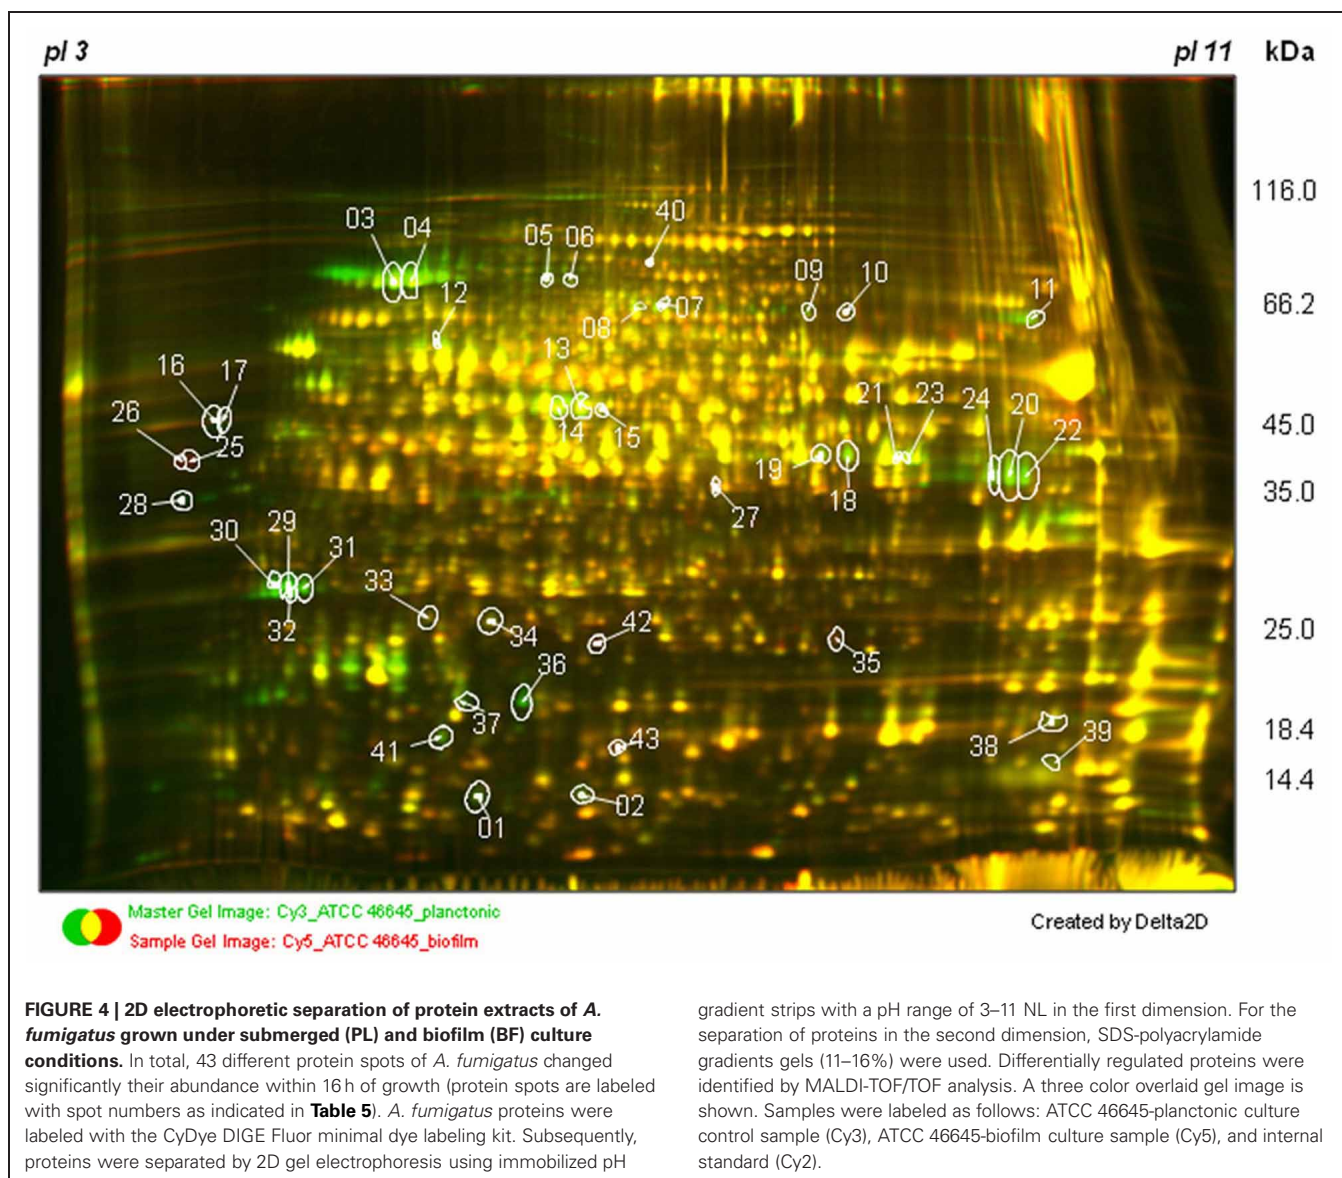 pI 3
pI 11
kDa
116.0
03
04
05
06
40
09
10
11
66.2
12
08
07
13
16
17
26
25
14
15
21
23
24
20
22
45.0
19
18
35.0
28
27
30
29
31
33
32
34
42
35
25.0
36
37
41
43
38
39
18.4
14.4
01
02
Master Gel Image: Cy3_ATCC 46645_planctonic
Sample Gel Image: Cy5_ATCC 46645_biofilm
Created by Delta2D
FIGURE 4 | 2D electrophoretic separation of protein extracts of A.
fumigatus grown under submerged (PL) and biofilm (BF) culture
conditions. In total, 43 different protein spots of A. fumigatus changed
significantly their abundance within 16 h of growth (protein spots are labeled
with spot numbers as indicated in Table 5). A. fumigatus proteins were
labeled with the CyDye DIGE Fluor minimal dye labeling kit. Subsequently,
proteins were separated by 2D gel electrophoresis using immobilized pH
gradient strips with a pH range of 3–11 NL in the first dimension. For the
separation of proteins in the second dimension, SDS-polyacrylamide
gradients gels (11–16%) were used. Differentially regulated proteins were
identified by MALDI-TOF/TOF analysis. A three color overlaid gel image is
shown. Samples were labeled as follows: ATCC 46645-planctonic culture
control sample (Cy3), ATCC 46645-biofilm culture sample (Cy5), and internal
standard (Cy2).